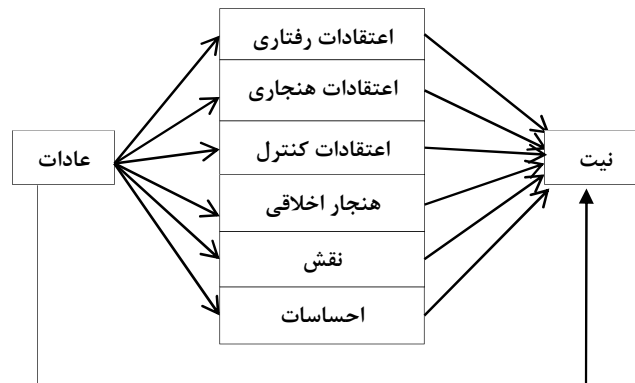 اعتقادات رفتاری
اعتقادات هنجاری
عادات
اعتقادات کنترل
نیت
هنجار اخلاقی
نقش
احساسات